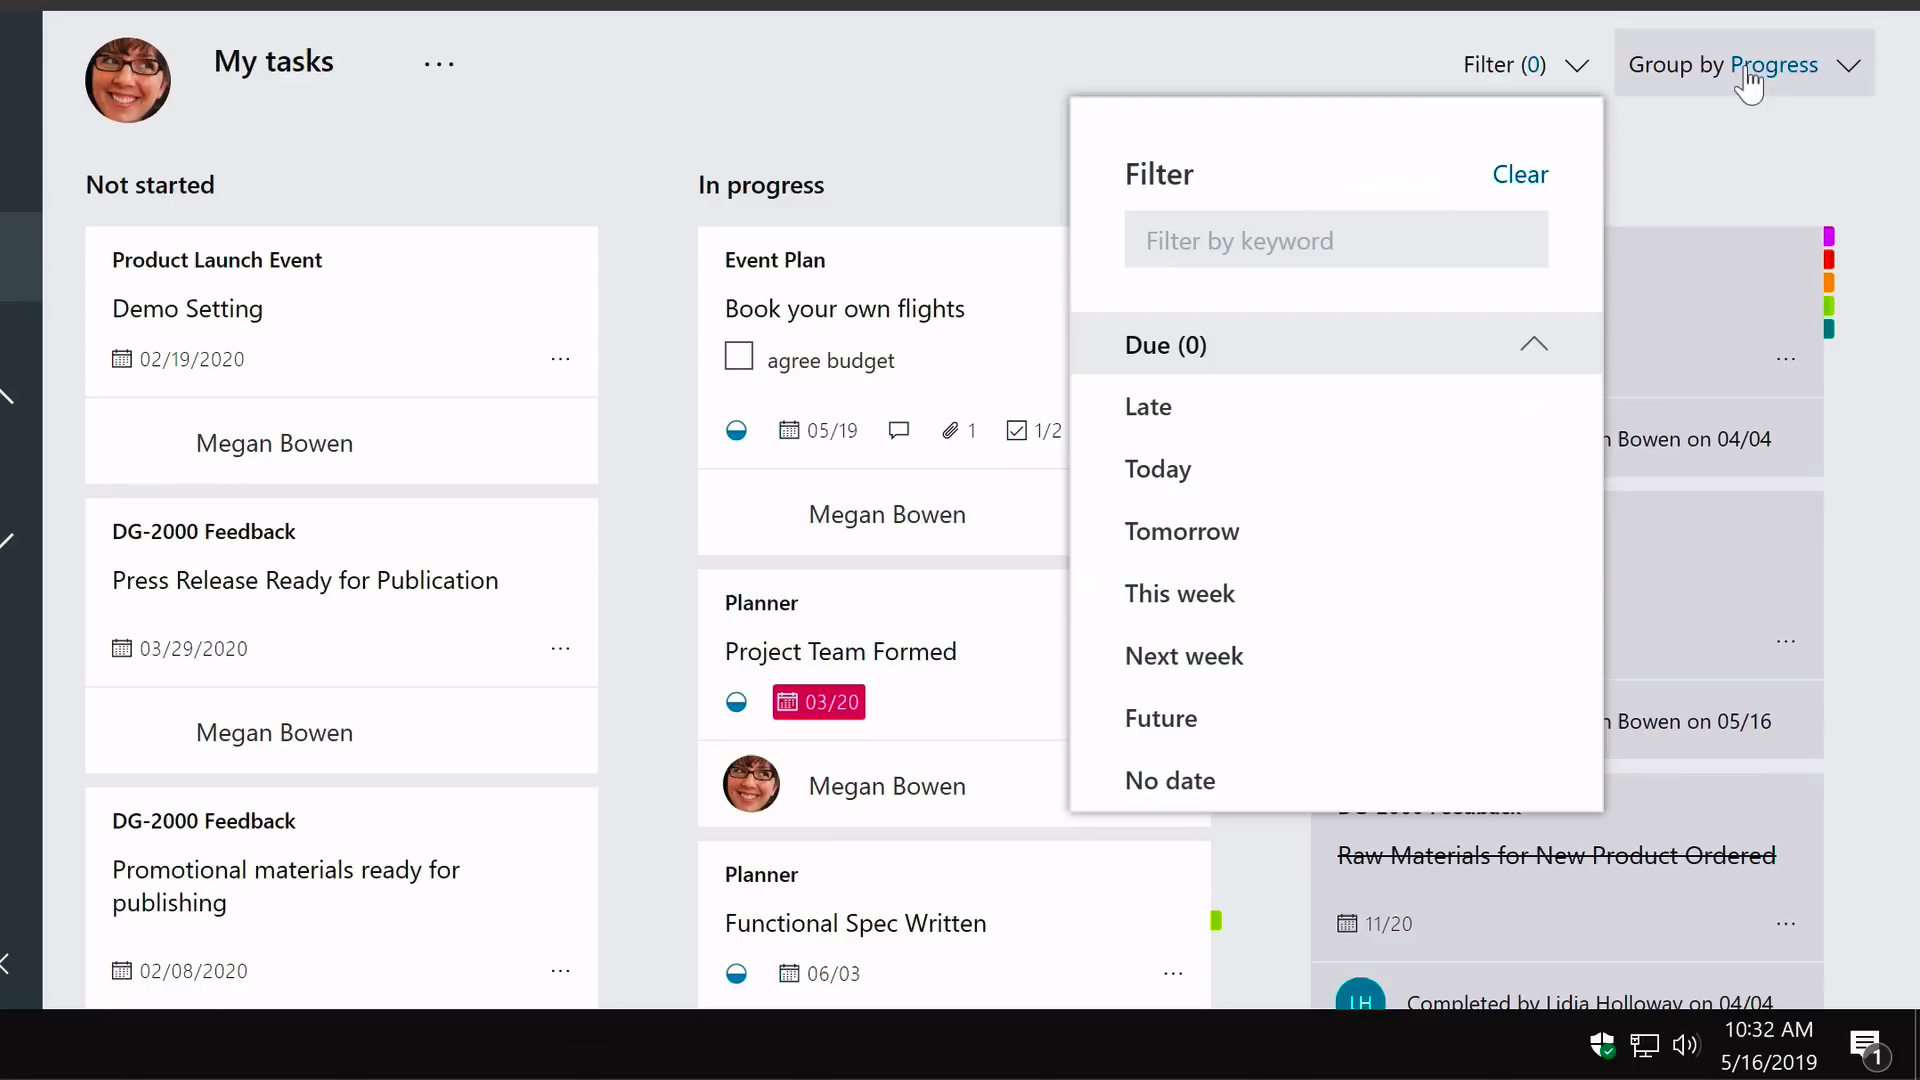 My tasks
...
Filter (0)
Group by Progress
Not started
Product Launch Event
Demo Setting
02/19/2020
...
Megan Bowen
DG-2000 Feedback
Press Release Ready for Publication
03/29/2020
...
Megan Bowen
DG-2000 Feedback
Promotional materials ready for
publishing
02/08/2020
...
In progress
Event Plan
Book your own flights
agree budget
05/19
1
1/2
Megan Bowen
Planner
Project Team Formed
03/20
Megan Bowen
Planner
Functional Spec Written
06/03
...
Filter
Clear
Filter by keyword
Due (0)
Late
Today
Tomorrow
This week
Next week
Future
No date
...
Bowen on 04/04
...
Bowen on 05/16
Raw Materials for New Product Ordered
11/20
...
LH
Completed by Lidia Holloway on 04/04
10:32 AM
5/16/2019
1